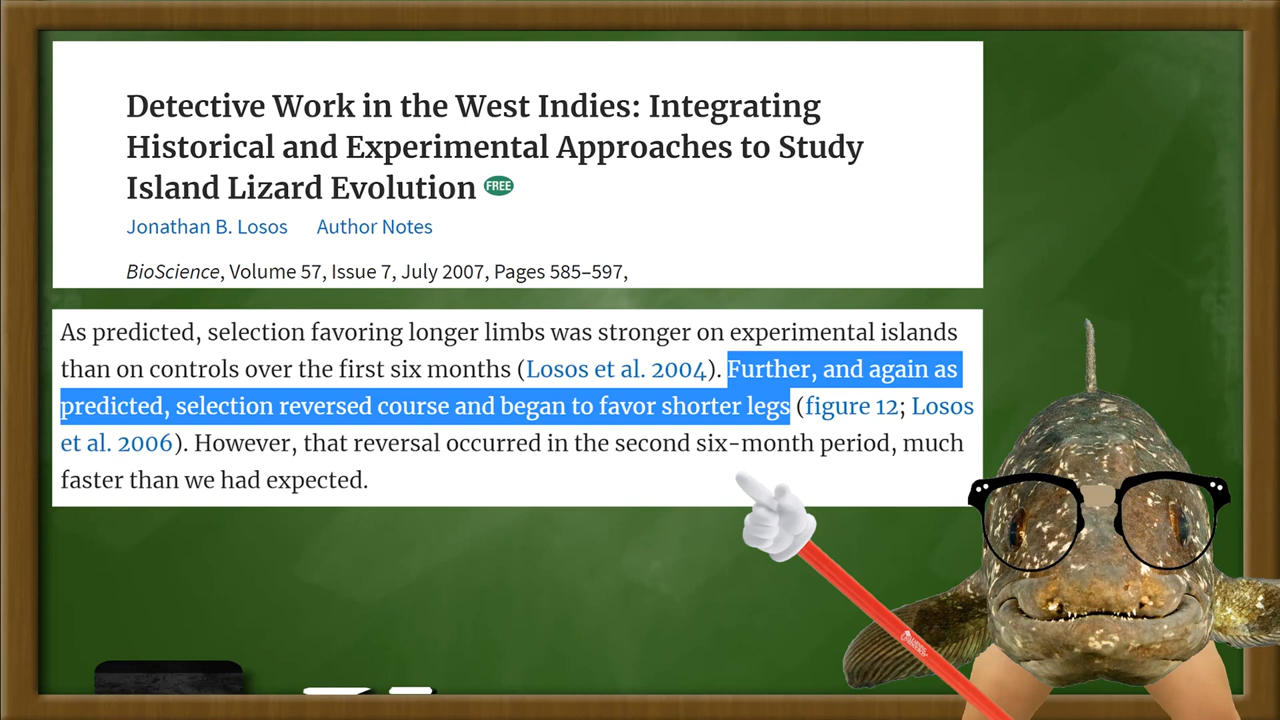 Detective Work in the West Indies: Integrating
Historical and Experimental Approaches to Study
Island Lizard Evolution FREE
Jonathan B. Losos Author Notes
BioScience, Volume 57, Issue 7, July 2007, Pages 585–597,
As predicted, selection favoring longer limbs was stronger on experimental islands
than on controls over the first six months (Losos et al. 2004). Further, and again as
predicted, selection reversed course and began to favor shorter legs (figure 12; Losos
et al. 2006). However, that reversal occurred in the second six-month period, much
faster than we had expected.